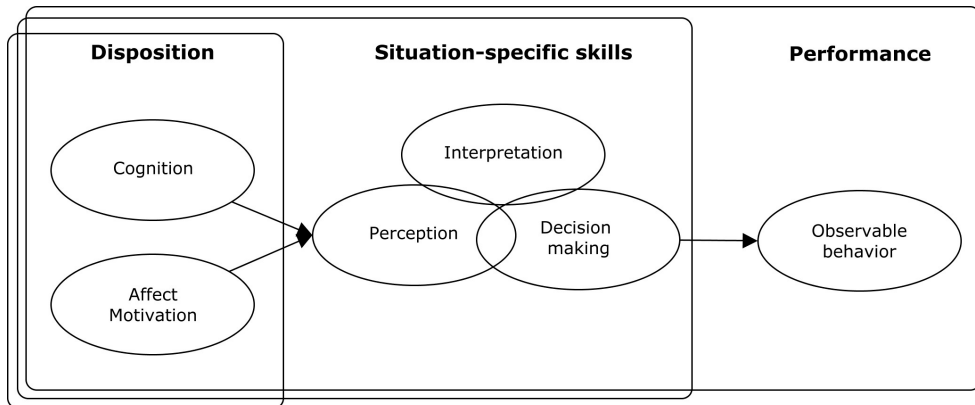 Disposition
Situation-specific skills
Performance
Interpretation
Cognition
Perception
Decision
making
Observable
behavior
Affect
Motivation